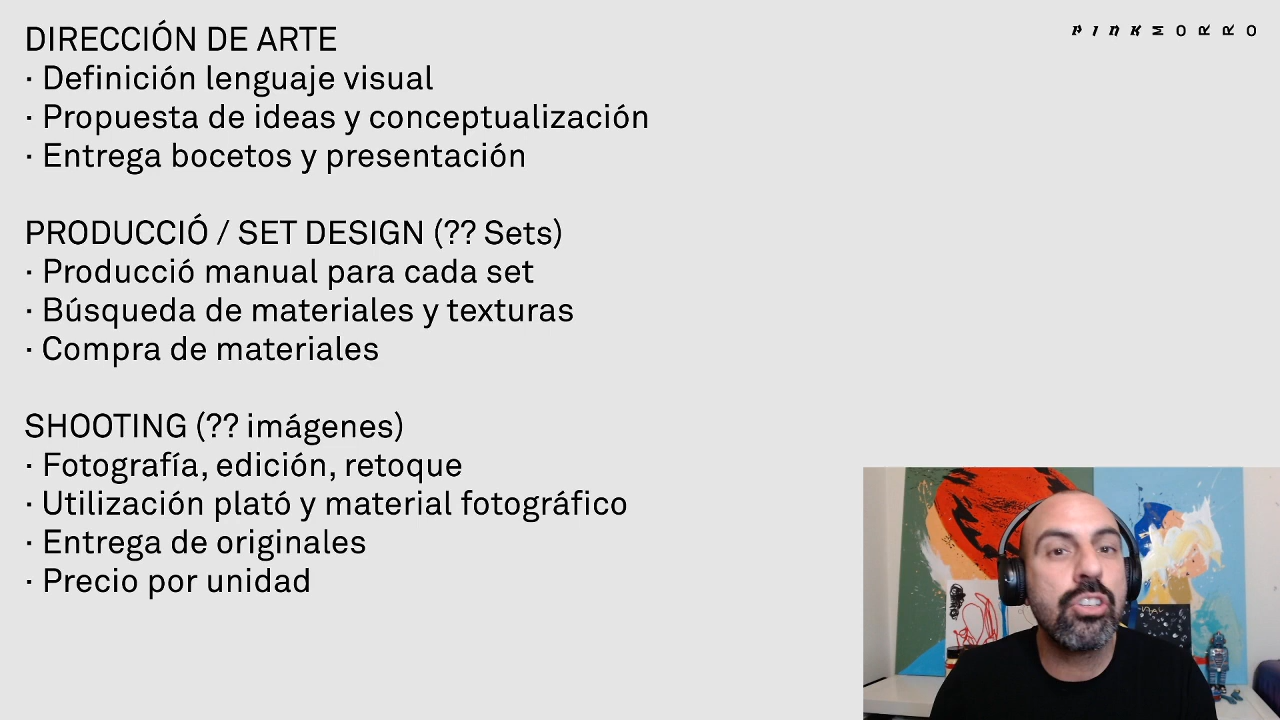 DIRECCIÓN DE ARTE
· Definición lenguaje visual
· Propuesta de ideas y conceptualización
· Entrega bocetos y presentación
PRODUCCIÓ / SET DESIGN (?? Sets)
· Producció manual para cada set
· Búsqueda de materiales y texturas
· Compra de materiales
SHOOTING (?? imágenes)
· Fotografía, edición, retoque
· Utilización plató y material fotográfico
· Entrega de originales
· Precio por unidad
PINKMORRO